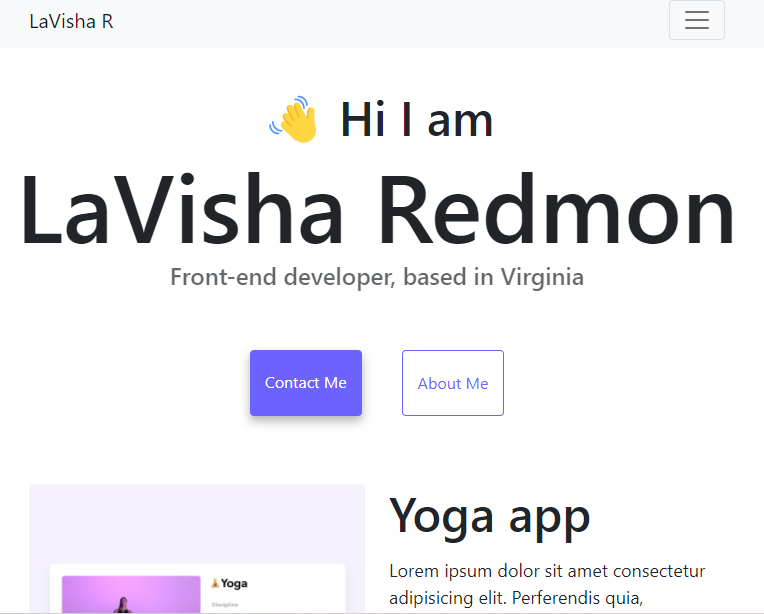 LaVisha R
👋 Hi I am
LaVisha Redmon
Front-end developer, based in Virginia
Contact Me
About Me
Yoga app
Lorem ipsum dolor sit amet consectetur
adipisicing elit. Perferendis quia,
Yoga
Discipline